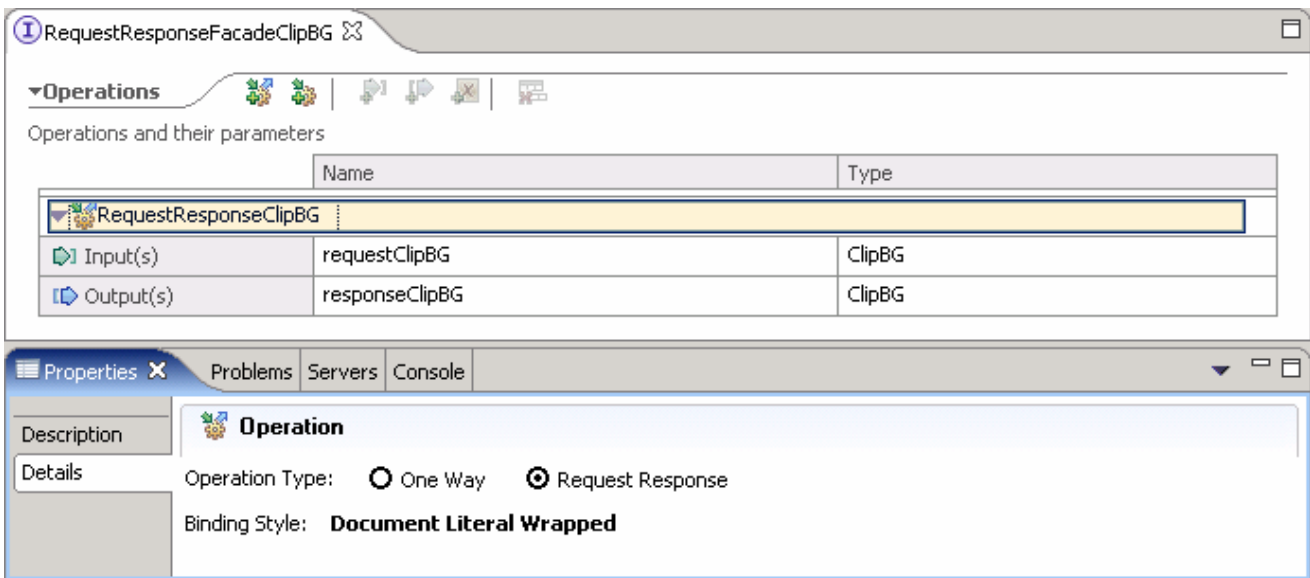 RequestResponseFacadeClipBG
Operations
Operations and their parameters
Name Type
RequestResponseClipBG
Input(s) requestClipBG ClipBG
Output(s) responseClipBG ClipBG
Properties Problems Servers Console
Description
Operation
Details
Operation Type: One Way Request Response
Binding Style: Document Literal Wrapped